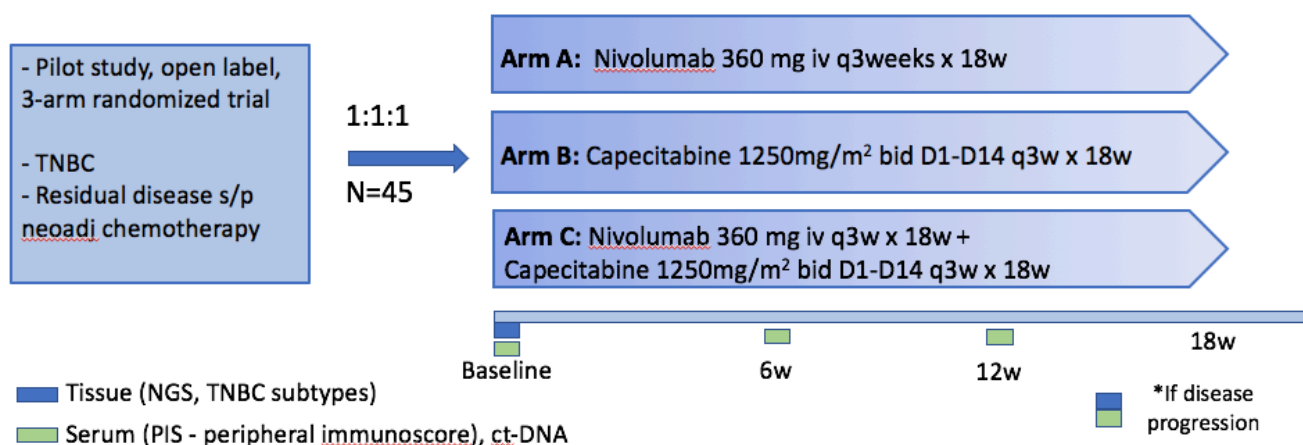 - Pilot study, open label,
3-arm randomized trial
- TNBC
- Residual disease s/p
neoadj chemotherapy
1:1:1
N=45
Arm A: Nivolumab 360 mg iv q3weeks x 18w
Arm B: Capecitabine 1250mg/m² bid D1-D14 q3w x 18w
Arm C: Nivolumab 360 mg iv q3w x 18w +
Capecitabine 1250mg/m² bid D1-D14 q3w x 18w
Baseline
6w
12w
18w
Tissue (NGS, TNBC subtypes)
Serum (PIS - peripheral immunoscore), ct-DNA
*If disease
progression